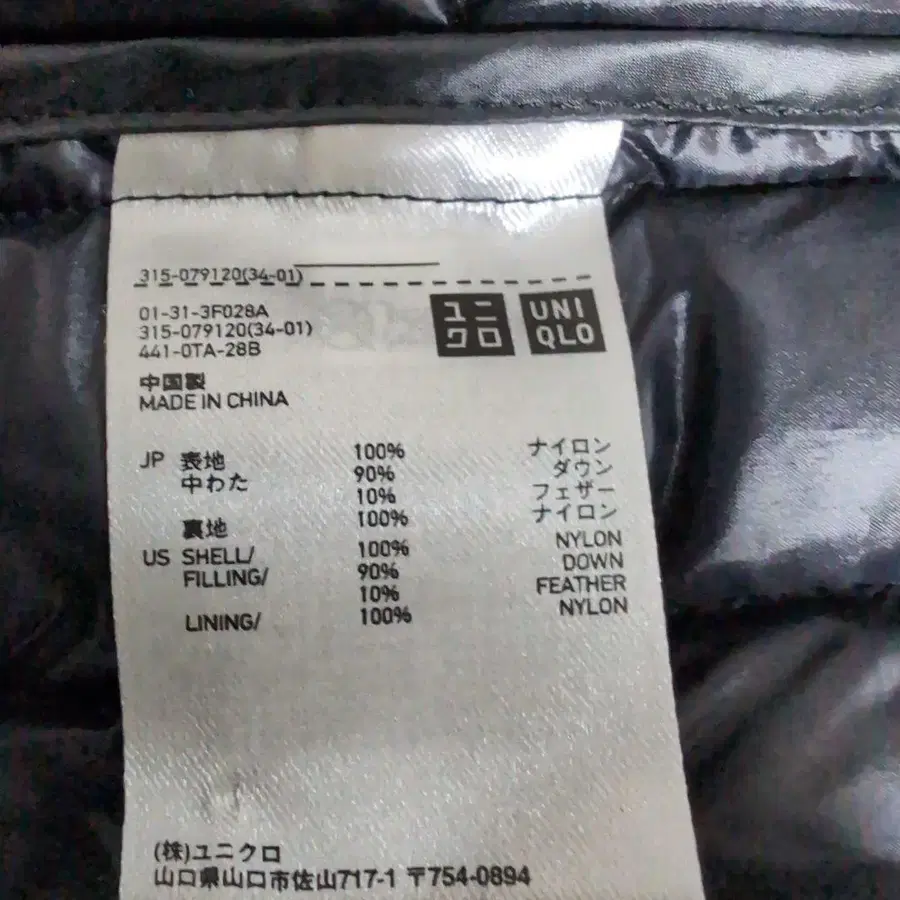 315-079120(34-01)
01-31-3F028A
315-079120(34-01)
441-0TA-28B
ユニ
クロ
UNI
QLO
中国製
MADE IN CHINA
JP 表地 100% ナイロン
中わた 90% ダウン
10% フェザー
裏地 100% ナイロン
US SHELL/ 100% NYLON
FILLING/ 90% DOWN
10% FEATHER
LINING/ 100% NYLON
(株)ユニクロ
山口県山口市佐山717-1 〒754-0894